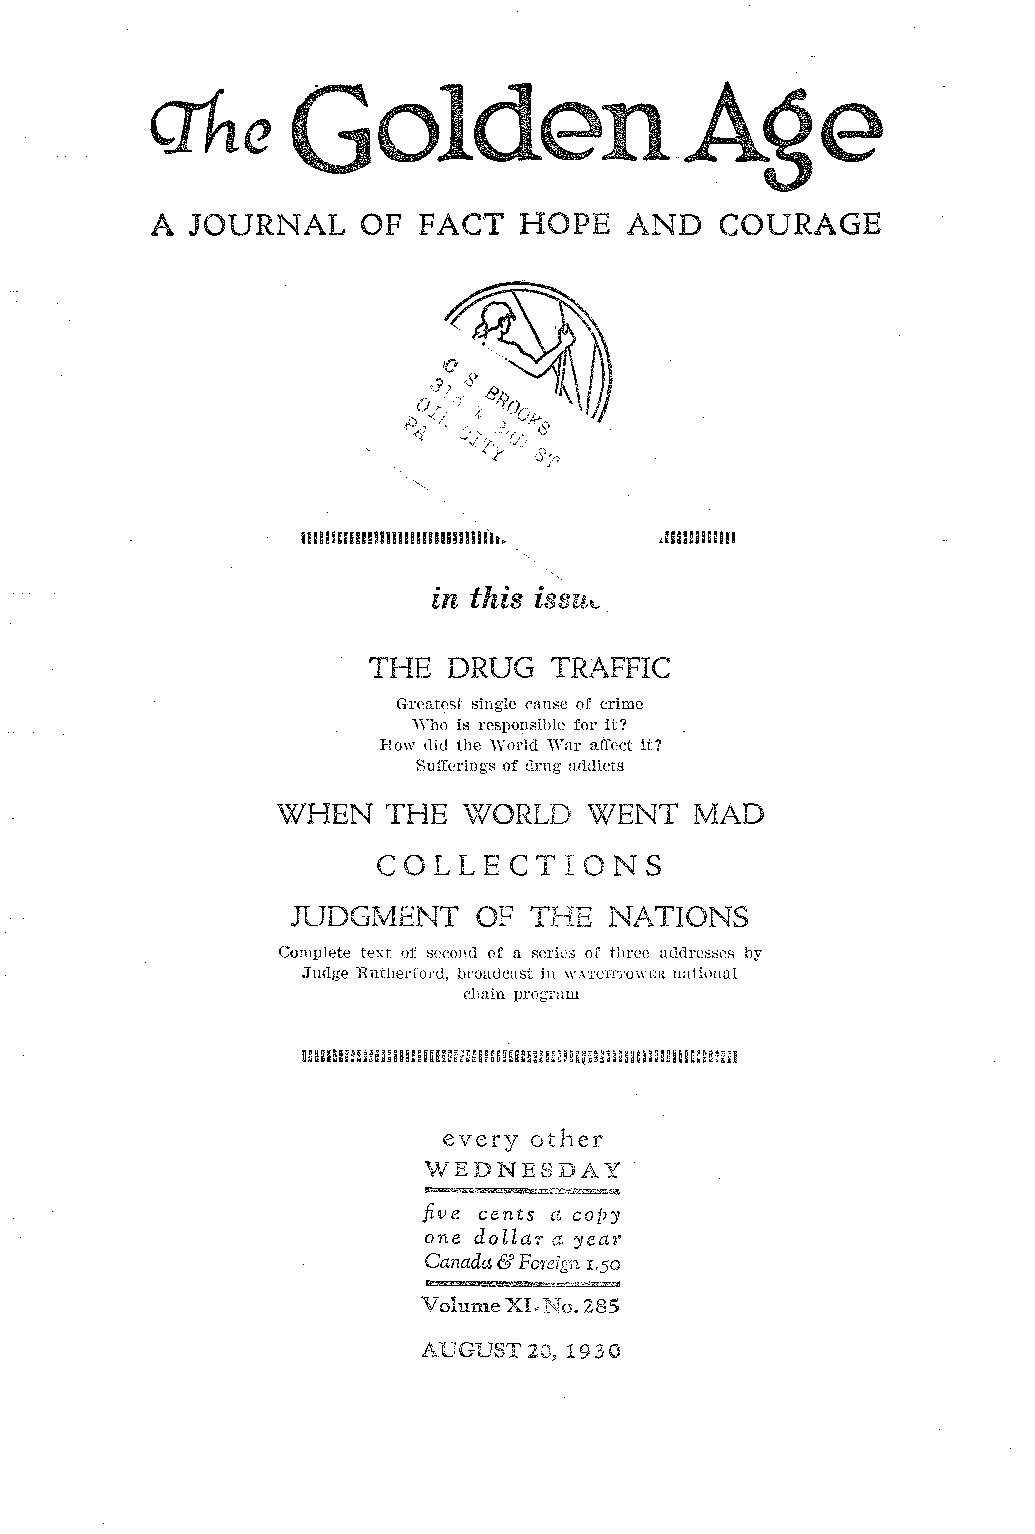 The Golden Age
A JOURNAL OF FACT HOPE AND COURAGE
C S BROOKS
OIL CITY
PA
in this issu
THE DRUG TRAFFIC
Greatest single cause of crime
Who is responsible for it?
How did the World War affect it?
Sufferings of drug addicts
WHEN THE WORLD WENT MAD
COLLECTIONS
JUDGMENT OF THE NATIONS
Complete text of second of a series of three addresses by
Judge Rutherford, broadcast in WATCHTOWER national
chain program
every other
WEDNESDAY
five cents a copy
one dollar a year
Canada & Foreign 1.50
Volume XI - No. 285
AUGUST 20, 1930